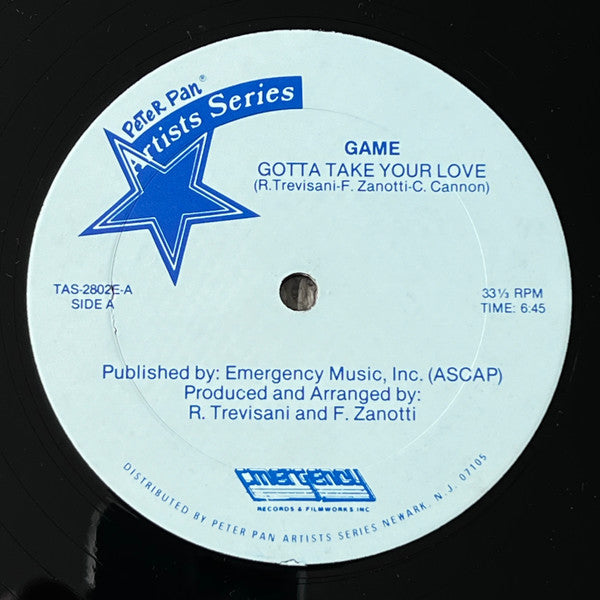 PeTeR PaN®
Artists Series
GAME
GOTTA TAKE YOUR LOVE
(R.Trevisani-F. Zanotti-C. Cannon)
TAS-2802E-A
SIDE A
33⅓ RPM
TIME: 6:45
Published by: Emergency Music, Inc. (ASCAP)
Produced and Arranged by:
R. Trevisani and F. Zanotti
emergency
RECORDS & FILMWORKS INC
DISTRIBUTED BY PETER PAN ARTISTS SERIES NEWARK, N. J. 07105